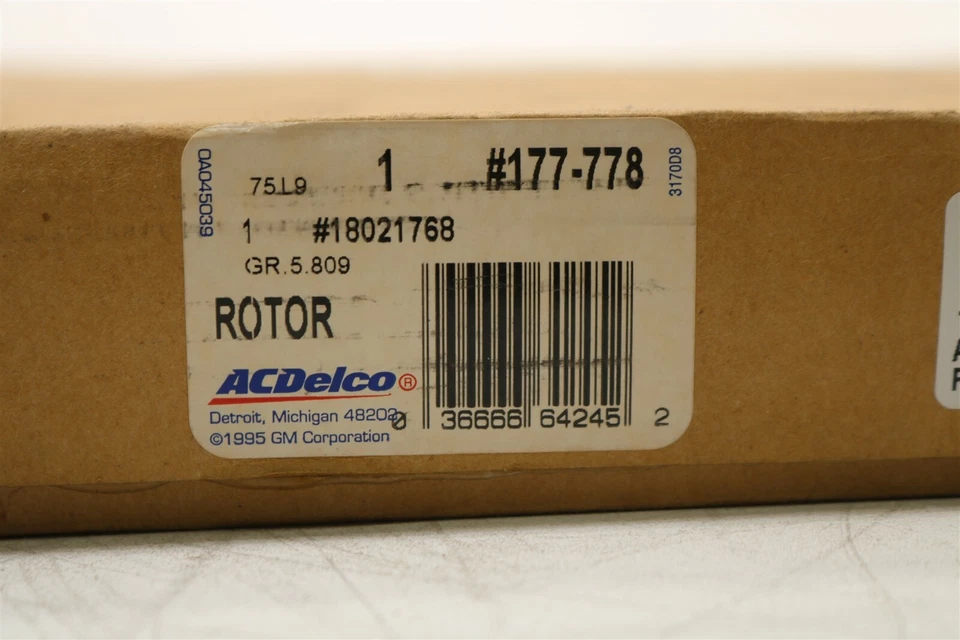 0A045039
75L9 1 #177-778
3170D8
1 #18021768
GR.5.809
ROTOR
ACDelco®
Detroit, Michigan 48202
©1995 GM Corporation
0 36666 64245 2